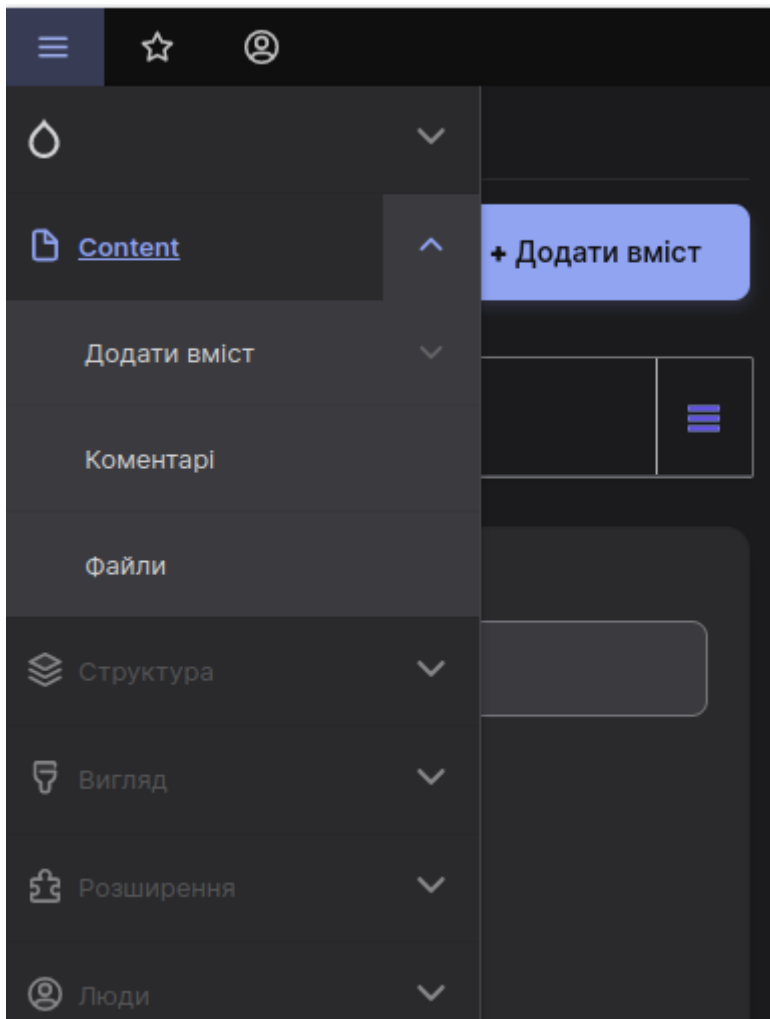 Content
+ Додати вміст
Додати вміст
Коментарі
Файли
Структура
Вигляд
Розширення
Люди